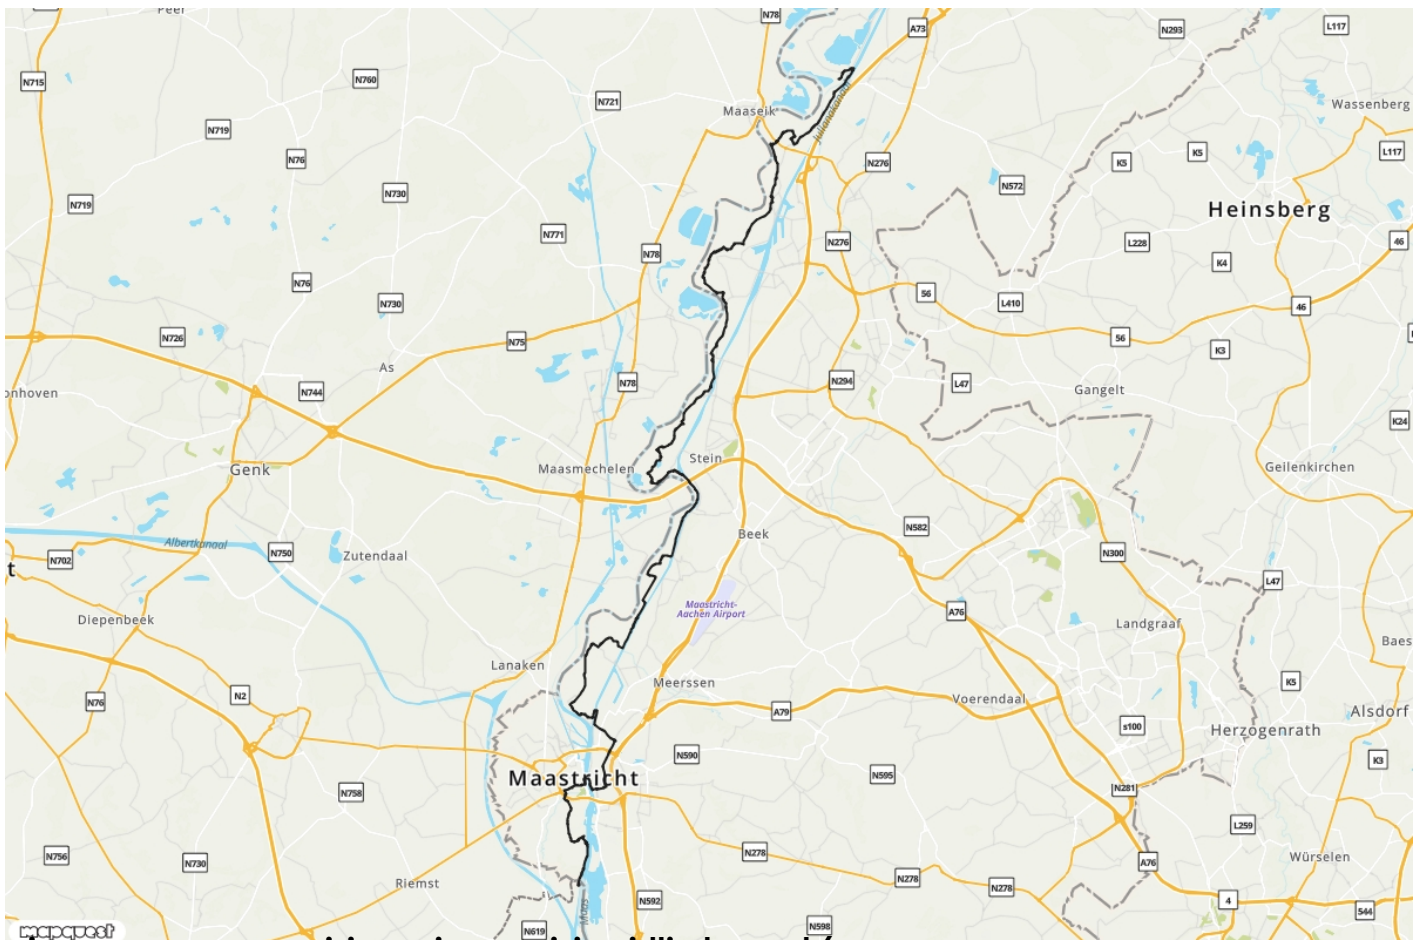 Peer
N78
A73
N293
L117
N715
N760
N721
Maaseik
Wassenberg
Julianakanaal
N719
N76
K5
K5
L117
N276
N572
N730
N719
Heinsberg
N771
N276
L228
46
N78
K4
N76
56
L410
46
N730
N726
N75
56
K3
As
N78
N294
L47
Gangelt
onhoven
N744
K24
Genk
Maasmechelen
Stein
Geilenkirchen
N582
Beek
Albertkanaal
N702
N750
Zutendaal
N300
t
L47
Maastricht-
Aachen Airport
A76
Diepenbeek
Landgraaf
Baes
Lanaken
Meerssen
K5
N2
N76
A79
Voerendaal
Alsdorf
s100
Herzogenrath
N590
K3
Maastricht
N595
N281
N758
L259
N756
N730
N278
A76
Würselen
Riemst
N278
N278
N592
4
S44
Maas
N619
N598
mapquest